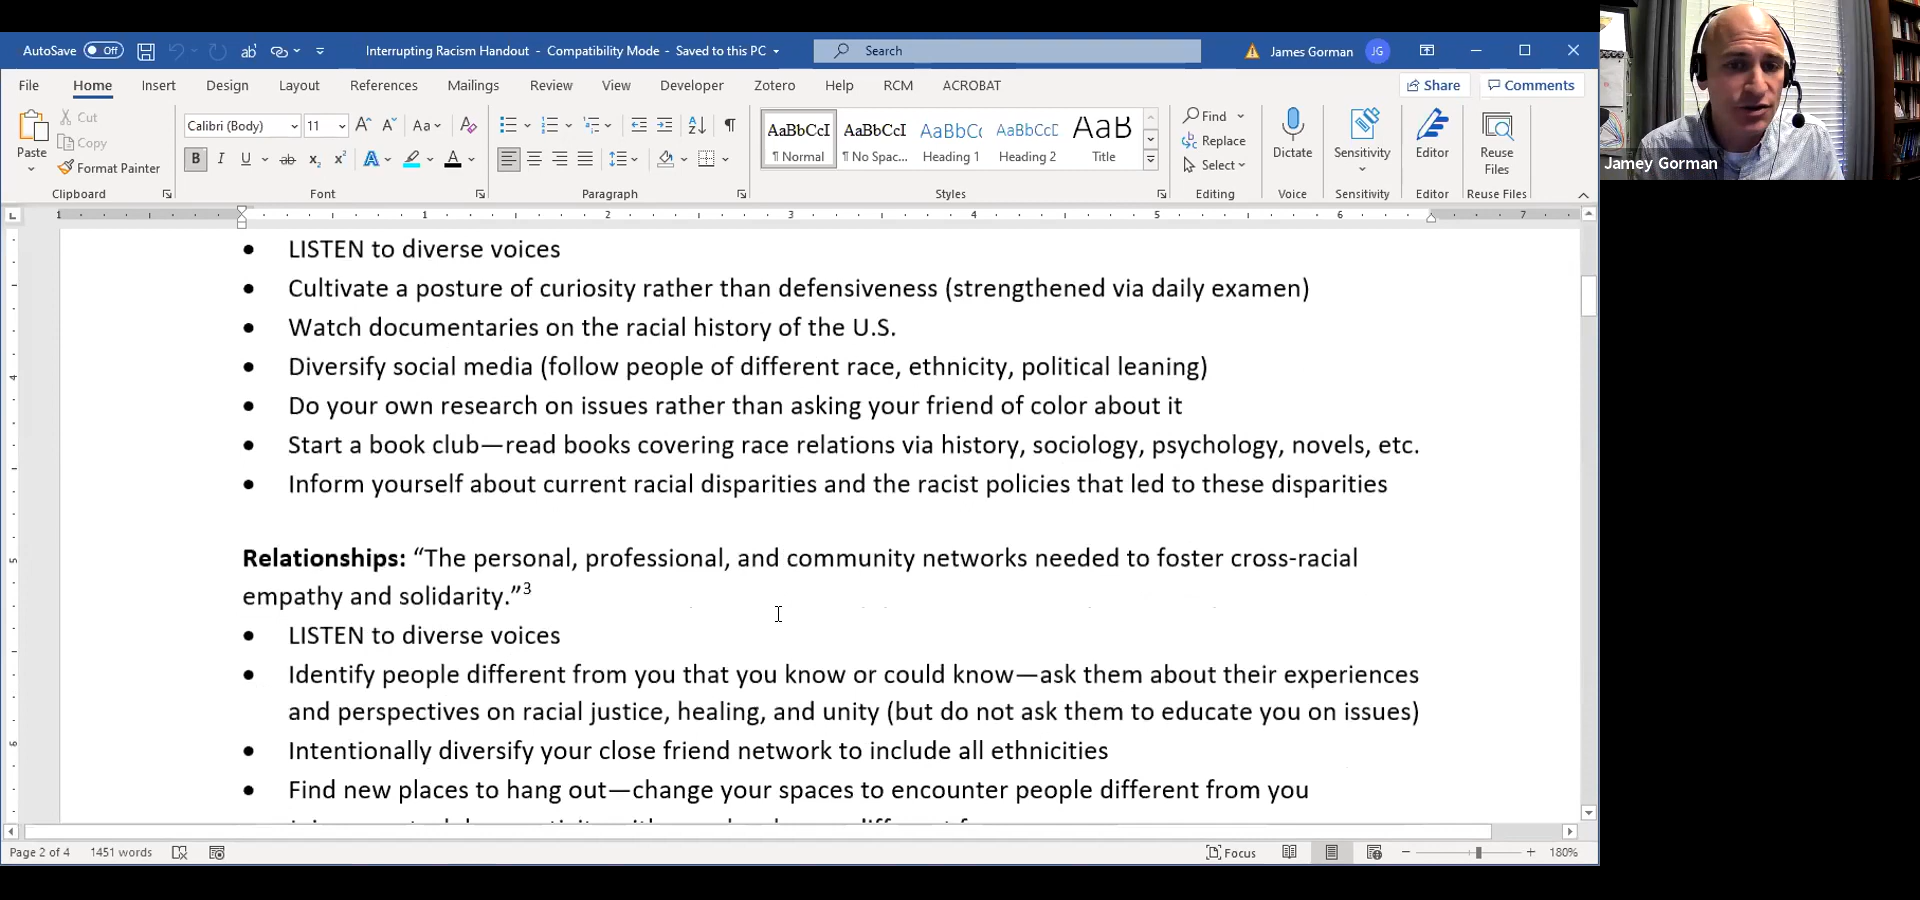 AutoSave Off Interrupting Racism Handout - Compatibility Mode - Saved to this PC Search James Gorman JG
File Home Insert Design Layout References Mailings Review View Developer Zotero Help RCM ACROBAT Share Comments
Paste Cut Copy Format Painter
Calibri (Body) 11
AaBbCcI AaBbCcI AaBbCc AaBbCcD AaB
¶ Normal ¶ No Spac... Heading 1 Heading 2 Title
Find Replace Select
Dictate Sensitivity Editor Reuse Files
Clipboard Font Paragraph Styles Editing Voice Sensitivity Editor Reuse Files
1 1 2 3 4 5 6 7
Jamey Gorman
• LISTEN to diverse voices
• Cultivate a posture of curiosity rather than defensiveness (strengthened via daily examen)
• Watch documentaries on the racial history of the U.S.
• Diversify social media (follow people of different race, ethnicity, political leaning)
• Do your own research on issues rather than asking your friend of color about it
• Start a book club—read books covering race relations via history, sociology, psychology, novels, etc.
• Inform yourself about current racial disparities and the racist policies that led to these disparities
Relationships: “The personal, professional, and community networks needed to foster cross-racial
empathy and solidarity.”3
• LISTEN to diverse voices
• Identify people different from you that you know or could know—ask them about their experiences
and perspectives on racial justice, healing, and unity (but do not ask them to educate you on issues)
• Intentionally diversify your close friend network to include all ethnicities
• Find new places to hang out—change your spaces to encounter people different from you
Page 2 of 4 1451 words Focus 180%